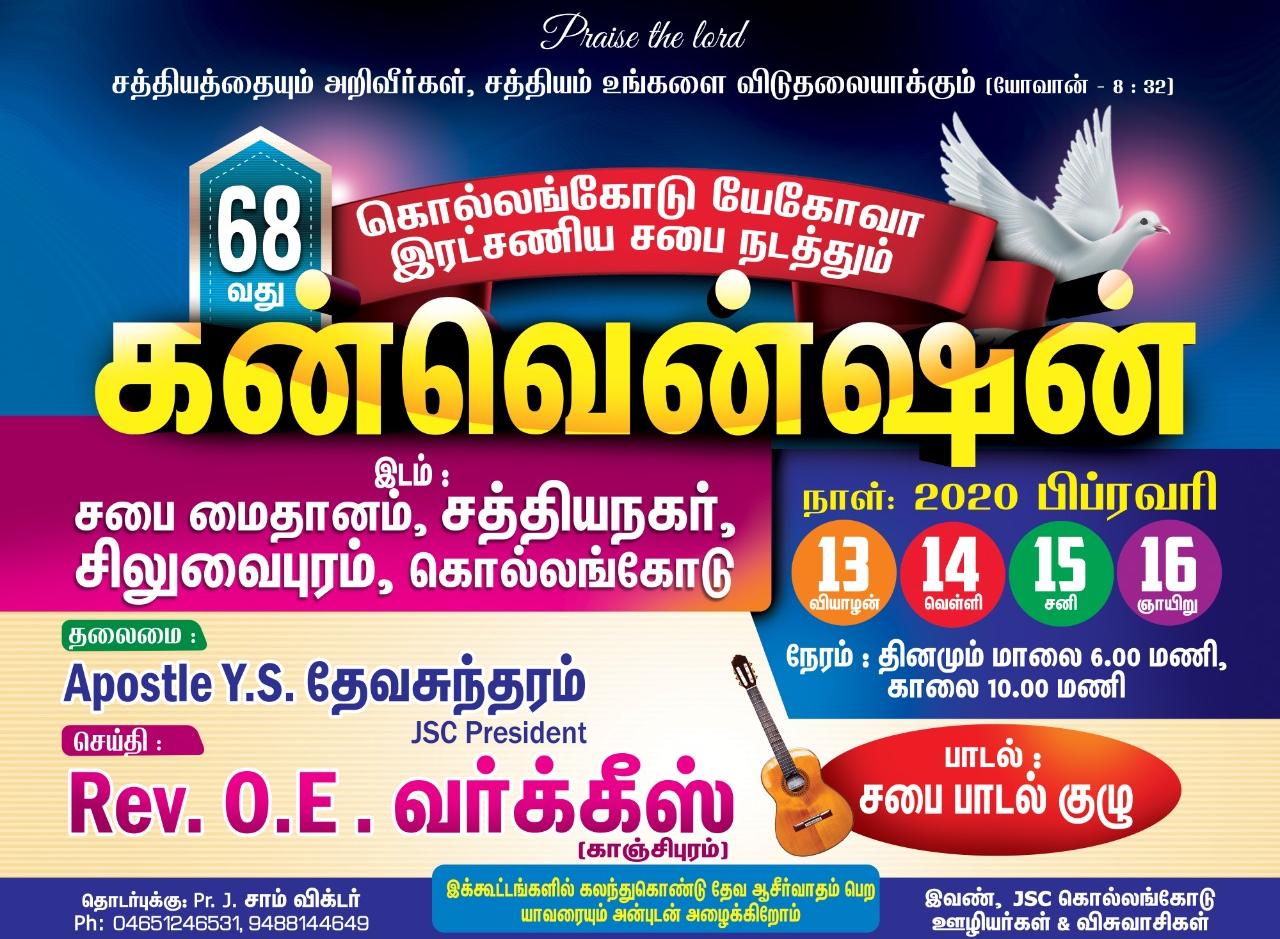 Praise the lord
சத்தியத்தையும் அறிவீர்கள், சத்தியம் உங்களை விடுதலையாக்கும் (யோவான் - 8 : 32)
68
வது
கொல்லங்கோடு யேகோவா
இரட்சணிய சபை நடத்தும்
கன்வென்ஷன்
இடம் :
சபை மைதானம், சத்தியநகர்,
சிலுவைபுரம், கொல்லங்கோடு
நாள்: 2020 பிப்ரவரி
13 14 15 16
வியாழன் வெள்ளி சனி ஞாயிறு
நேரம் : தினமும் மாலை 6.00 மணி,
காலை 10.00 மணி
தலைமை :
Apostle Y.S. தேவசுந்தரம்
JSC President
செய்தி :
Rev. O.E . வர்க்கீஸ்
(காஞ்சிபுரம்)
பாடல் :
சபை பாடல் குழு
தொடர்புக்கு: Pr. J. சாம் விக்டர்
Ph: 04651246531, 9488144649
இக்கூட்டங்களில் கலந்துகொண்டு தேவ ஆசீர்வாதம் பெற
யாவரையும் அன்புடன் அழைக்கிறோம்
இவண், JSC கொல்லங்கோடு
ஊழியர்கள் & விசுவாசிகள்